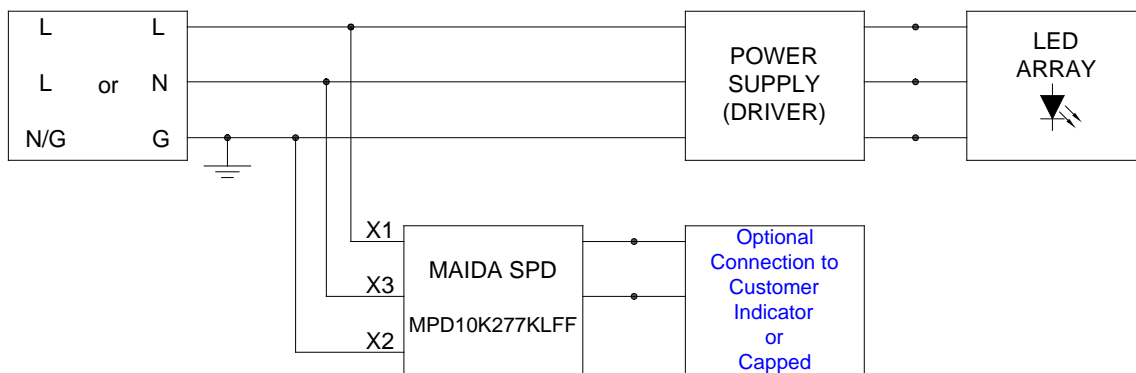 L L
L or N
N/G G
POWER
SUPPLY
(DRIVER)
LED
ARRAY
X1
X3
X2
MAIDA SPD
MPD10K277KLFF
Optional
Connection to
Customer
Indicator
or
Capped